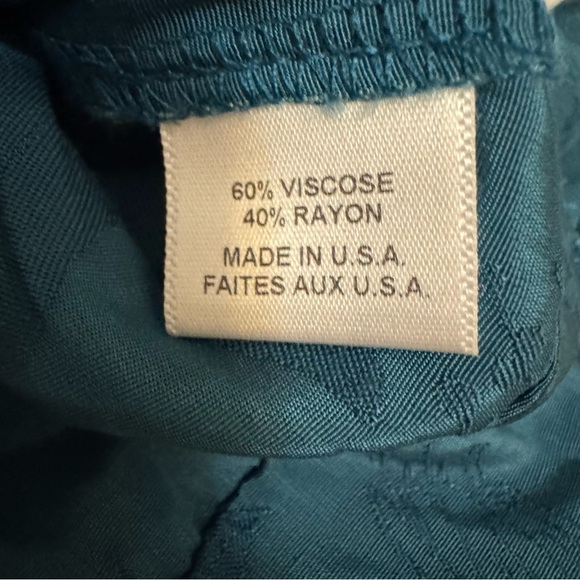 60% VISCOSE
40% RAYON
MADE IN U.S.A.
FAITES AUX U.S.A.